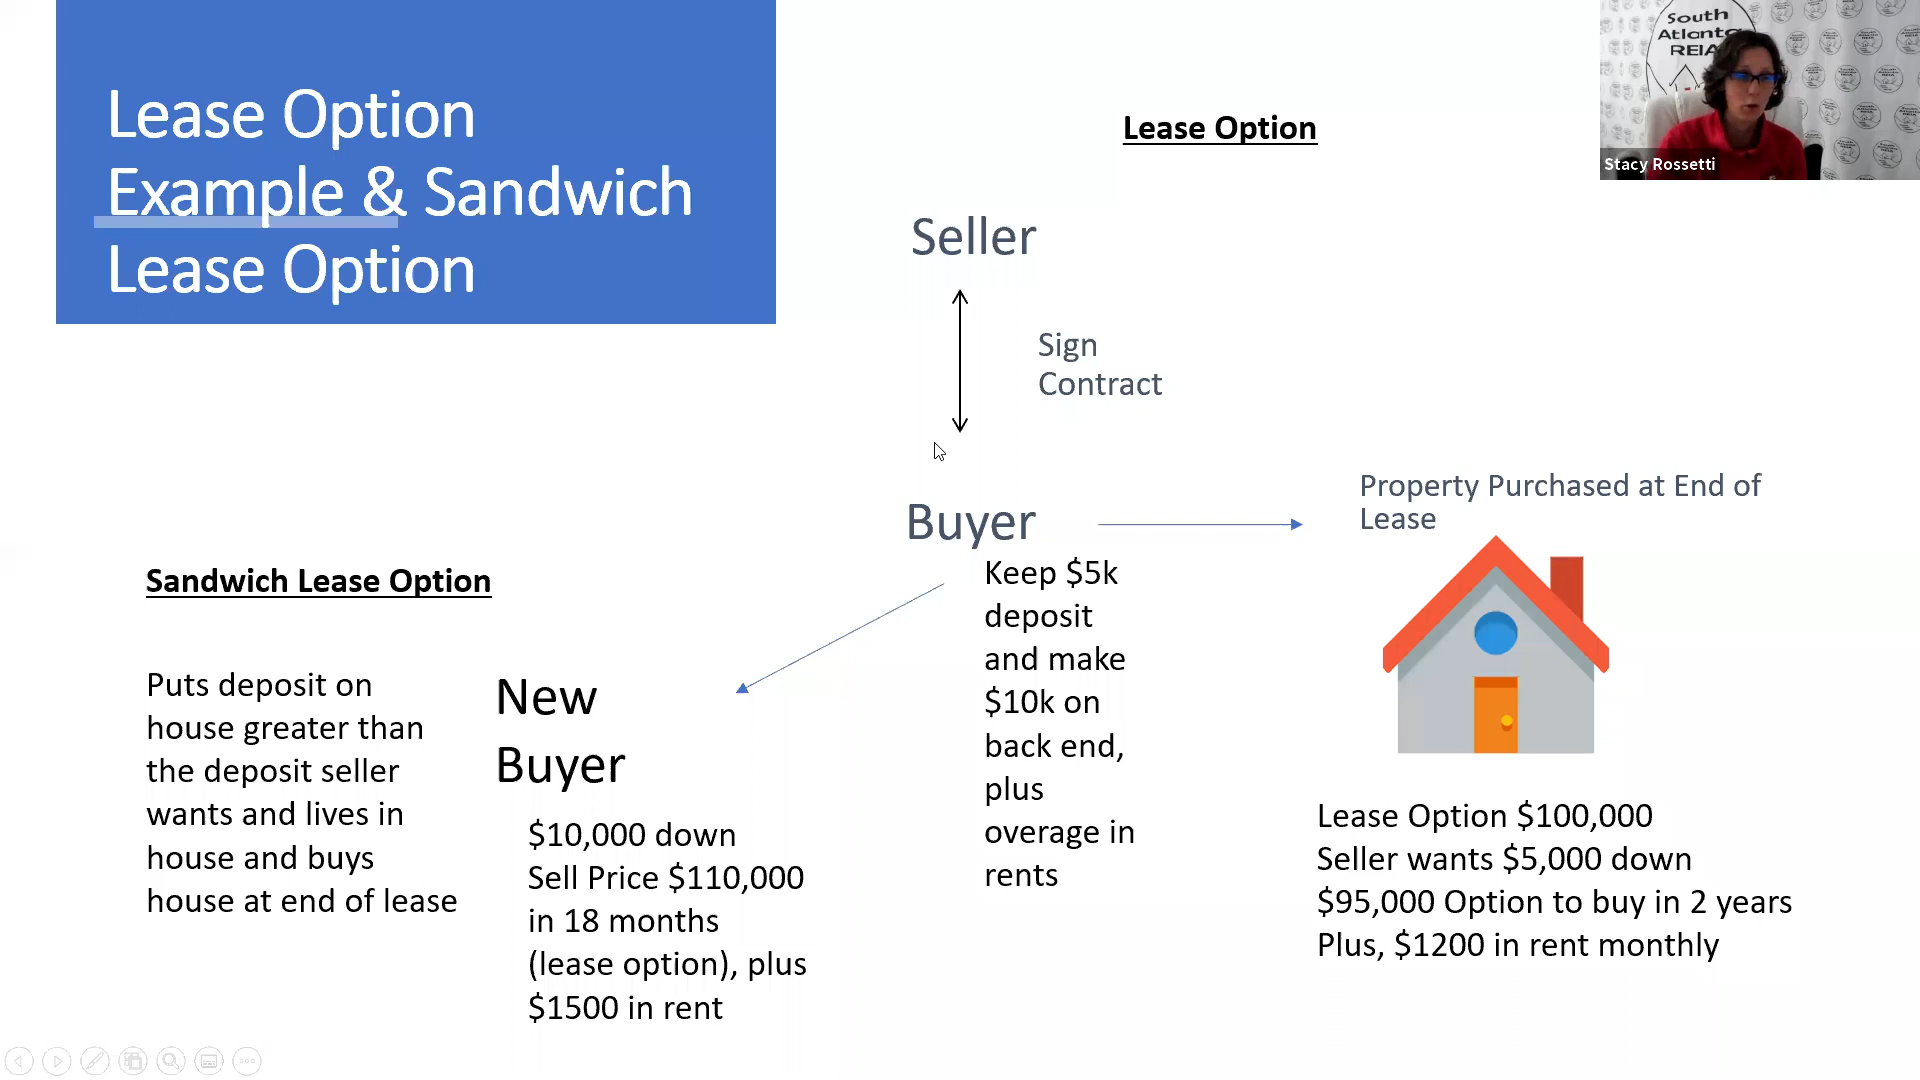 Lease Option
Example & Sandwich
Lease Option
Lease Option
South
Atlanta
REIA
Stacy Rossetti
Seller
Sign
Contract
Buyer
Property Purchased at End of
Lease
Keep $5k
deposit
and make
$10k on
back end,
plus
overage in
rents
Sandwich Lease Option
Puts deposit on
house greater than
the deposit seller
wants and lives in
house and buys
house at end of lease
New
Buyer
$10,000 down
Sell Price $110,000
in 18 months
(lease option), plus
$1500 in rent
Lease Option $100,000
Seller wants $5,000 down
$95,000 Option to buy in 2 years
Plus, $1200 in rent monthly